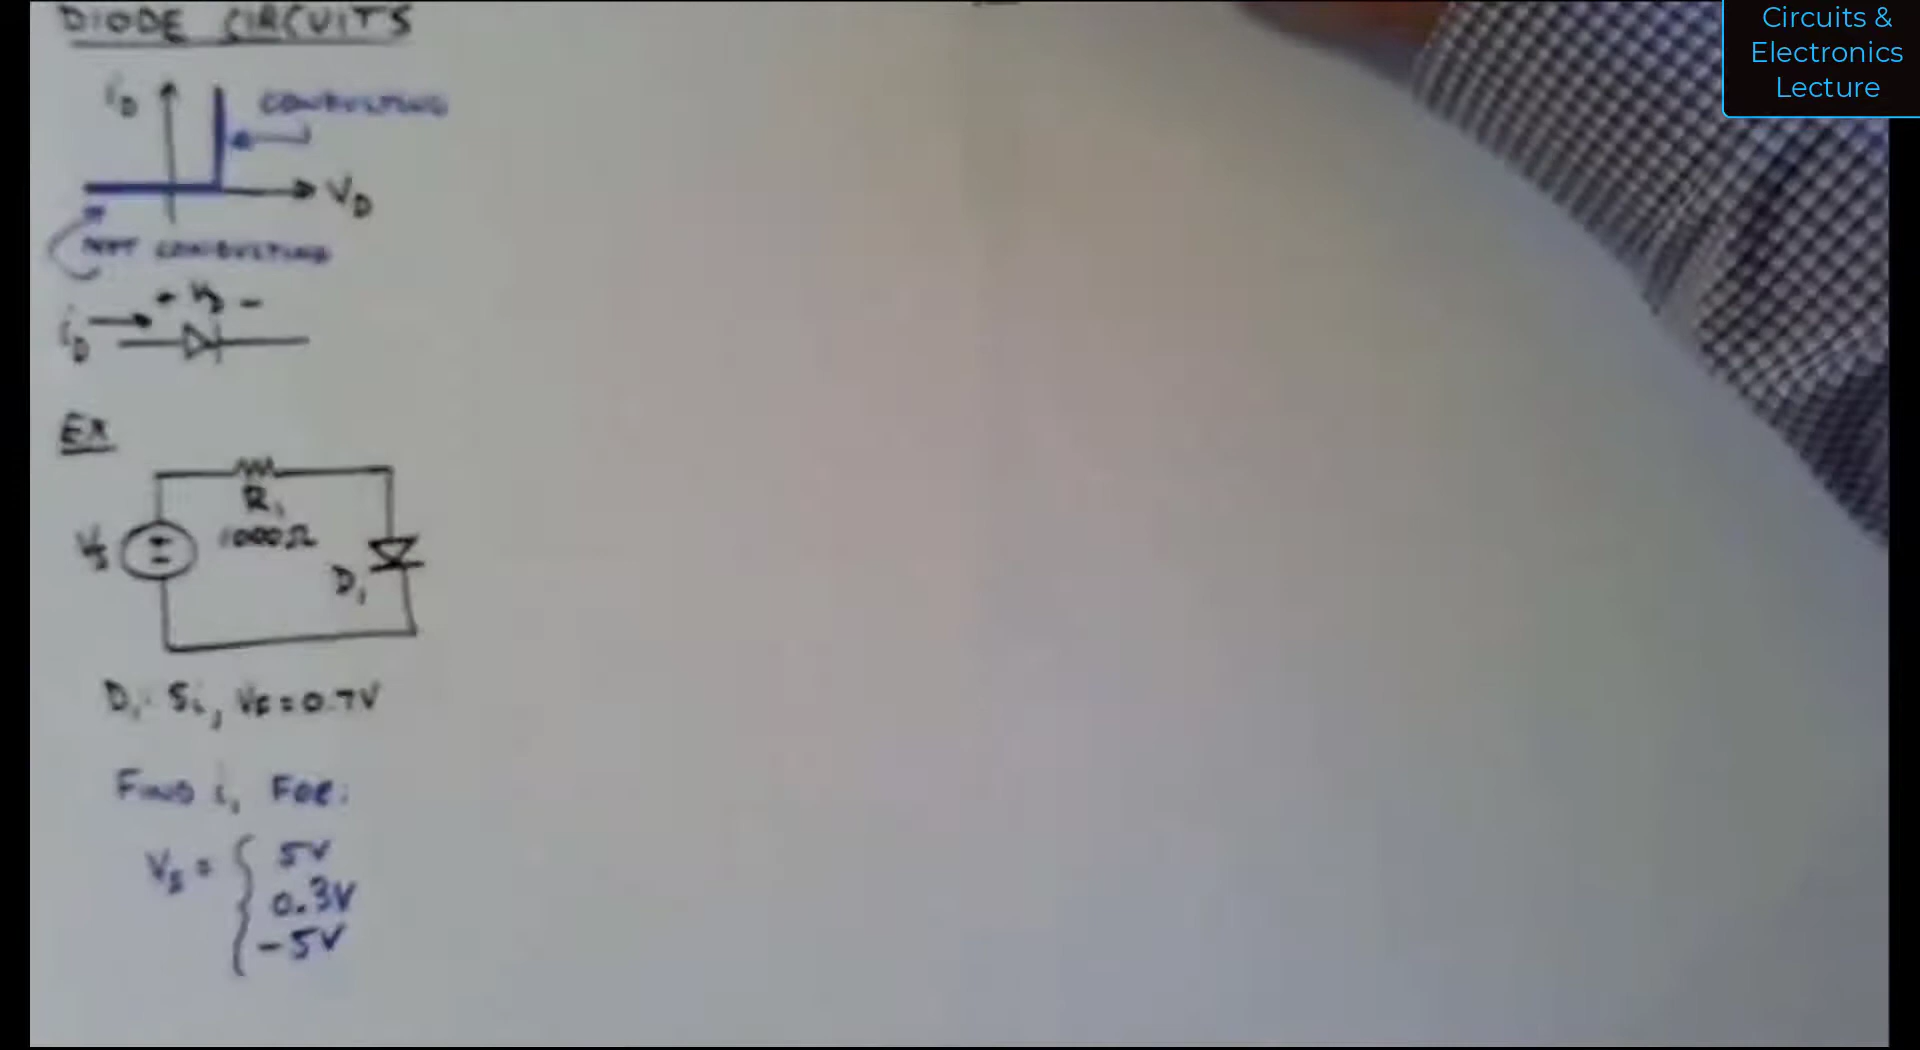 DIODE CIRCUITS
Circuits &
Electronics
Lecture
iD
CONDUCTING
VD
NOT CONDUCTING
+ VD -
iD
Ex
R1
1000Ω
VS
+
-
D1
D1: Si, VF = 0.7V
FIND i1 FOR:
VS = { 5V
0.3V
-5V